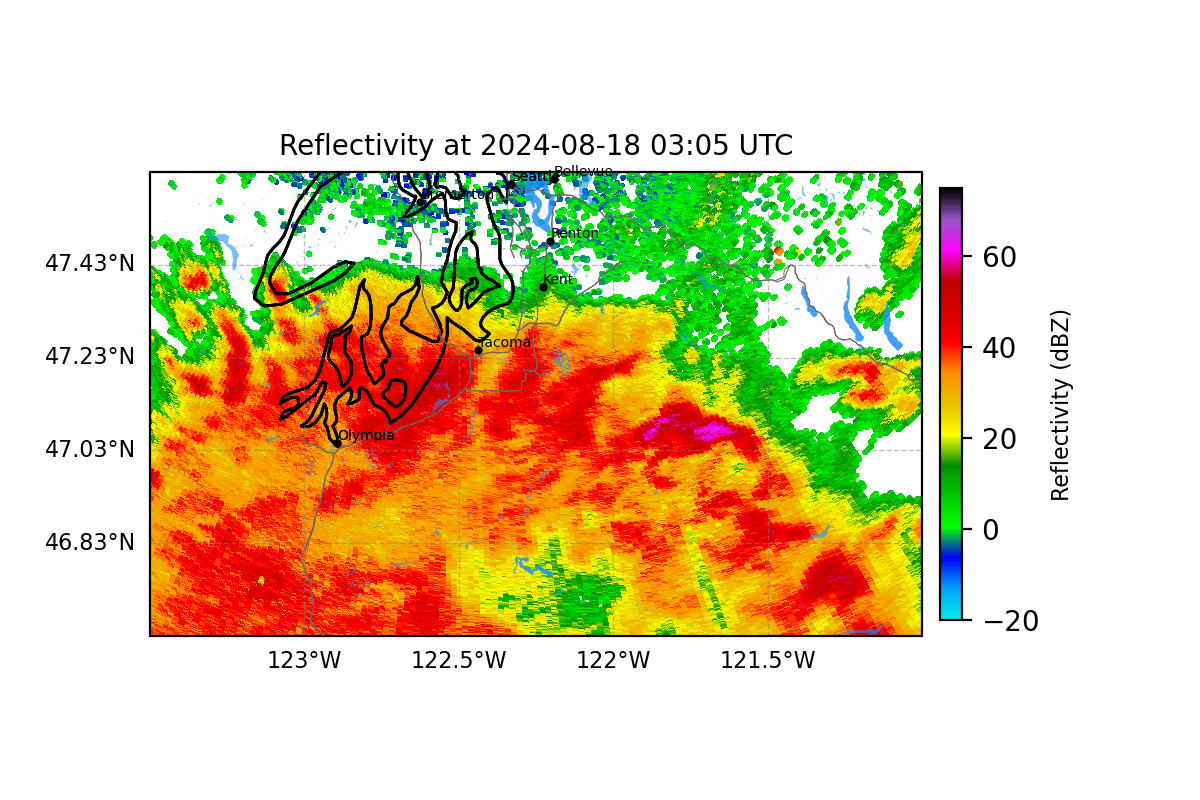 Reflectivity at 2024-08-18 03:05 UTC
Bellevue
Seattle
Bremerton
Renton
47.43°N
60
Kent
40
47.23°N
Tacoma
Reflectivity (dBZ)
47.03°N
Olympia
20
0
46.83°N
−20
123°W 122.5°W 122°W 121.5°W